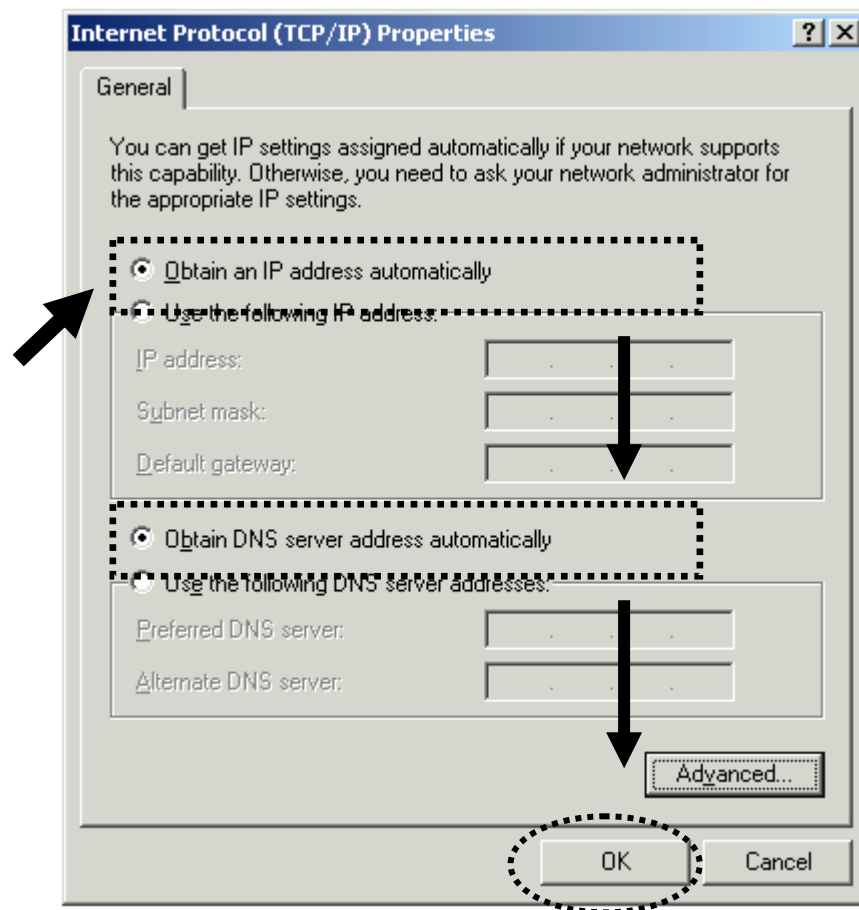 Internet Protocol (TCP/IP) Properties
General
You can get IP settings assigned automatically if your network supports
this capability. Otherwise, you need to ask your network administrator for
the appropriate IP settings.
Obtain an IP address automatically
Use the following IP address:
IP address:
Subnet mask:
Default gateway:
Obtain DNS server address automatically
Use the following DNS server addresses:
Preferred DNS server:
Alternate DNS server:
Advanced...
OK
Cancel